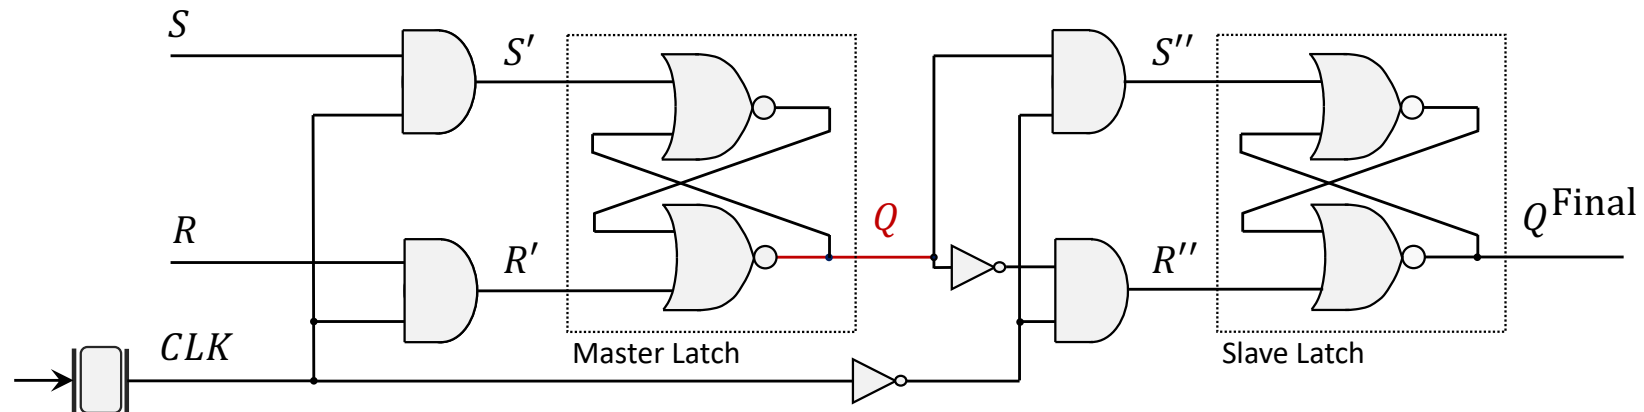 S
S′
S′′
R
R′
Q
R′′
Q^Final
CLK
Master Latch
Slave Latch